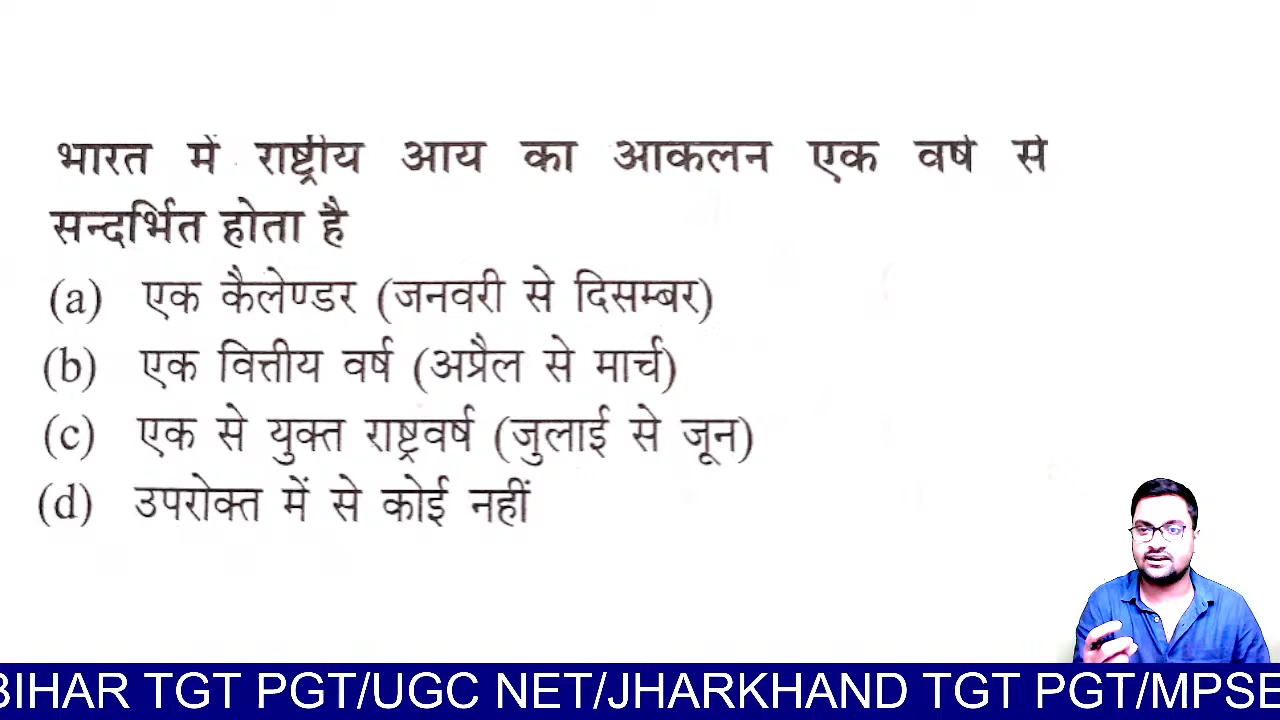 भारत में राष्ट्रीय आय का आकलन एक वर्ष से
सन्दर्भित होता है
(a) एक कैलेण्डर (जनवरी से दिसम्बर)
(b) एक वित्तीय वर्ष (अप्रैल से मार्च)
(c) एक से युक्त राष्ट्रवर्ष (जुलाई से जून)
(d) उपरोक्त में से कोई नहीं
BIHAR TGT PGT/UGC NET/JHARKHAND TGT PGT/MPSE